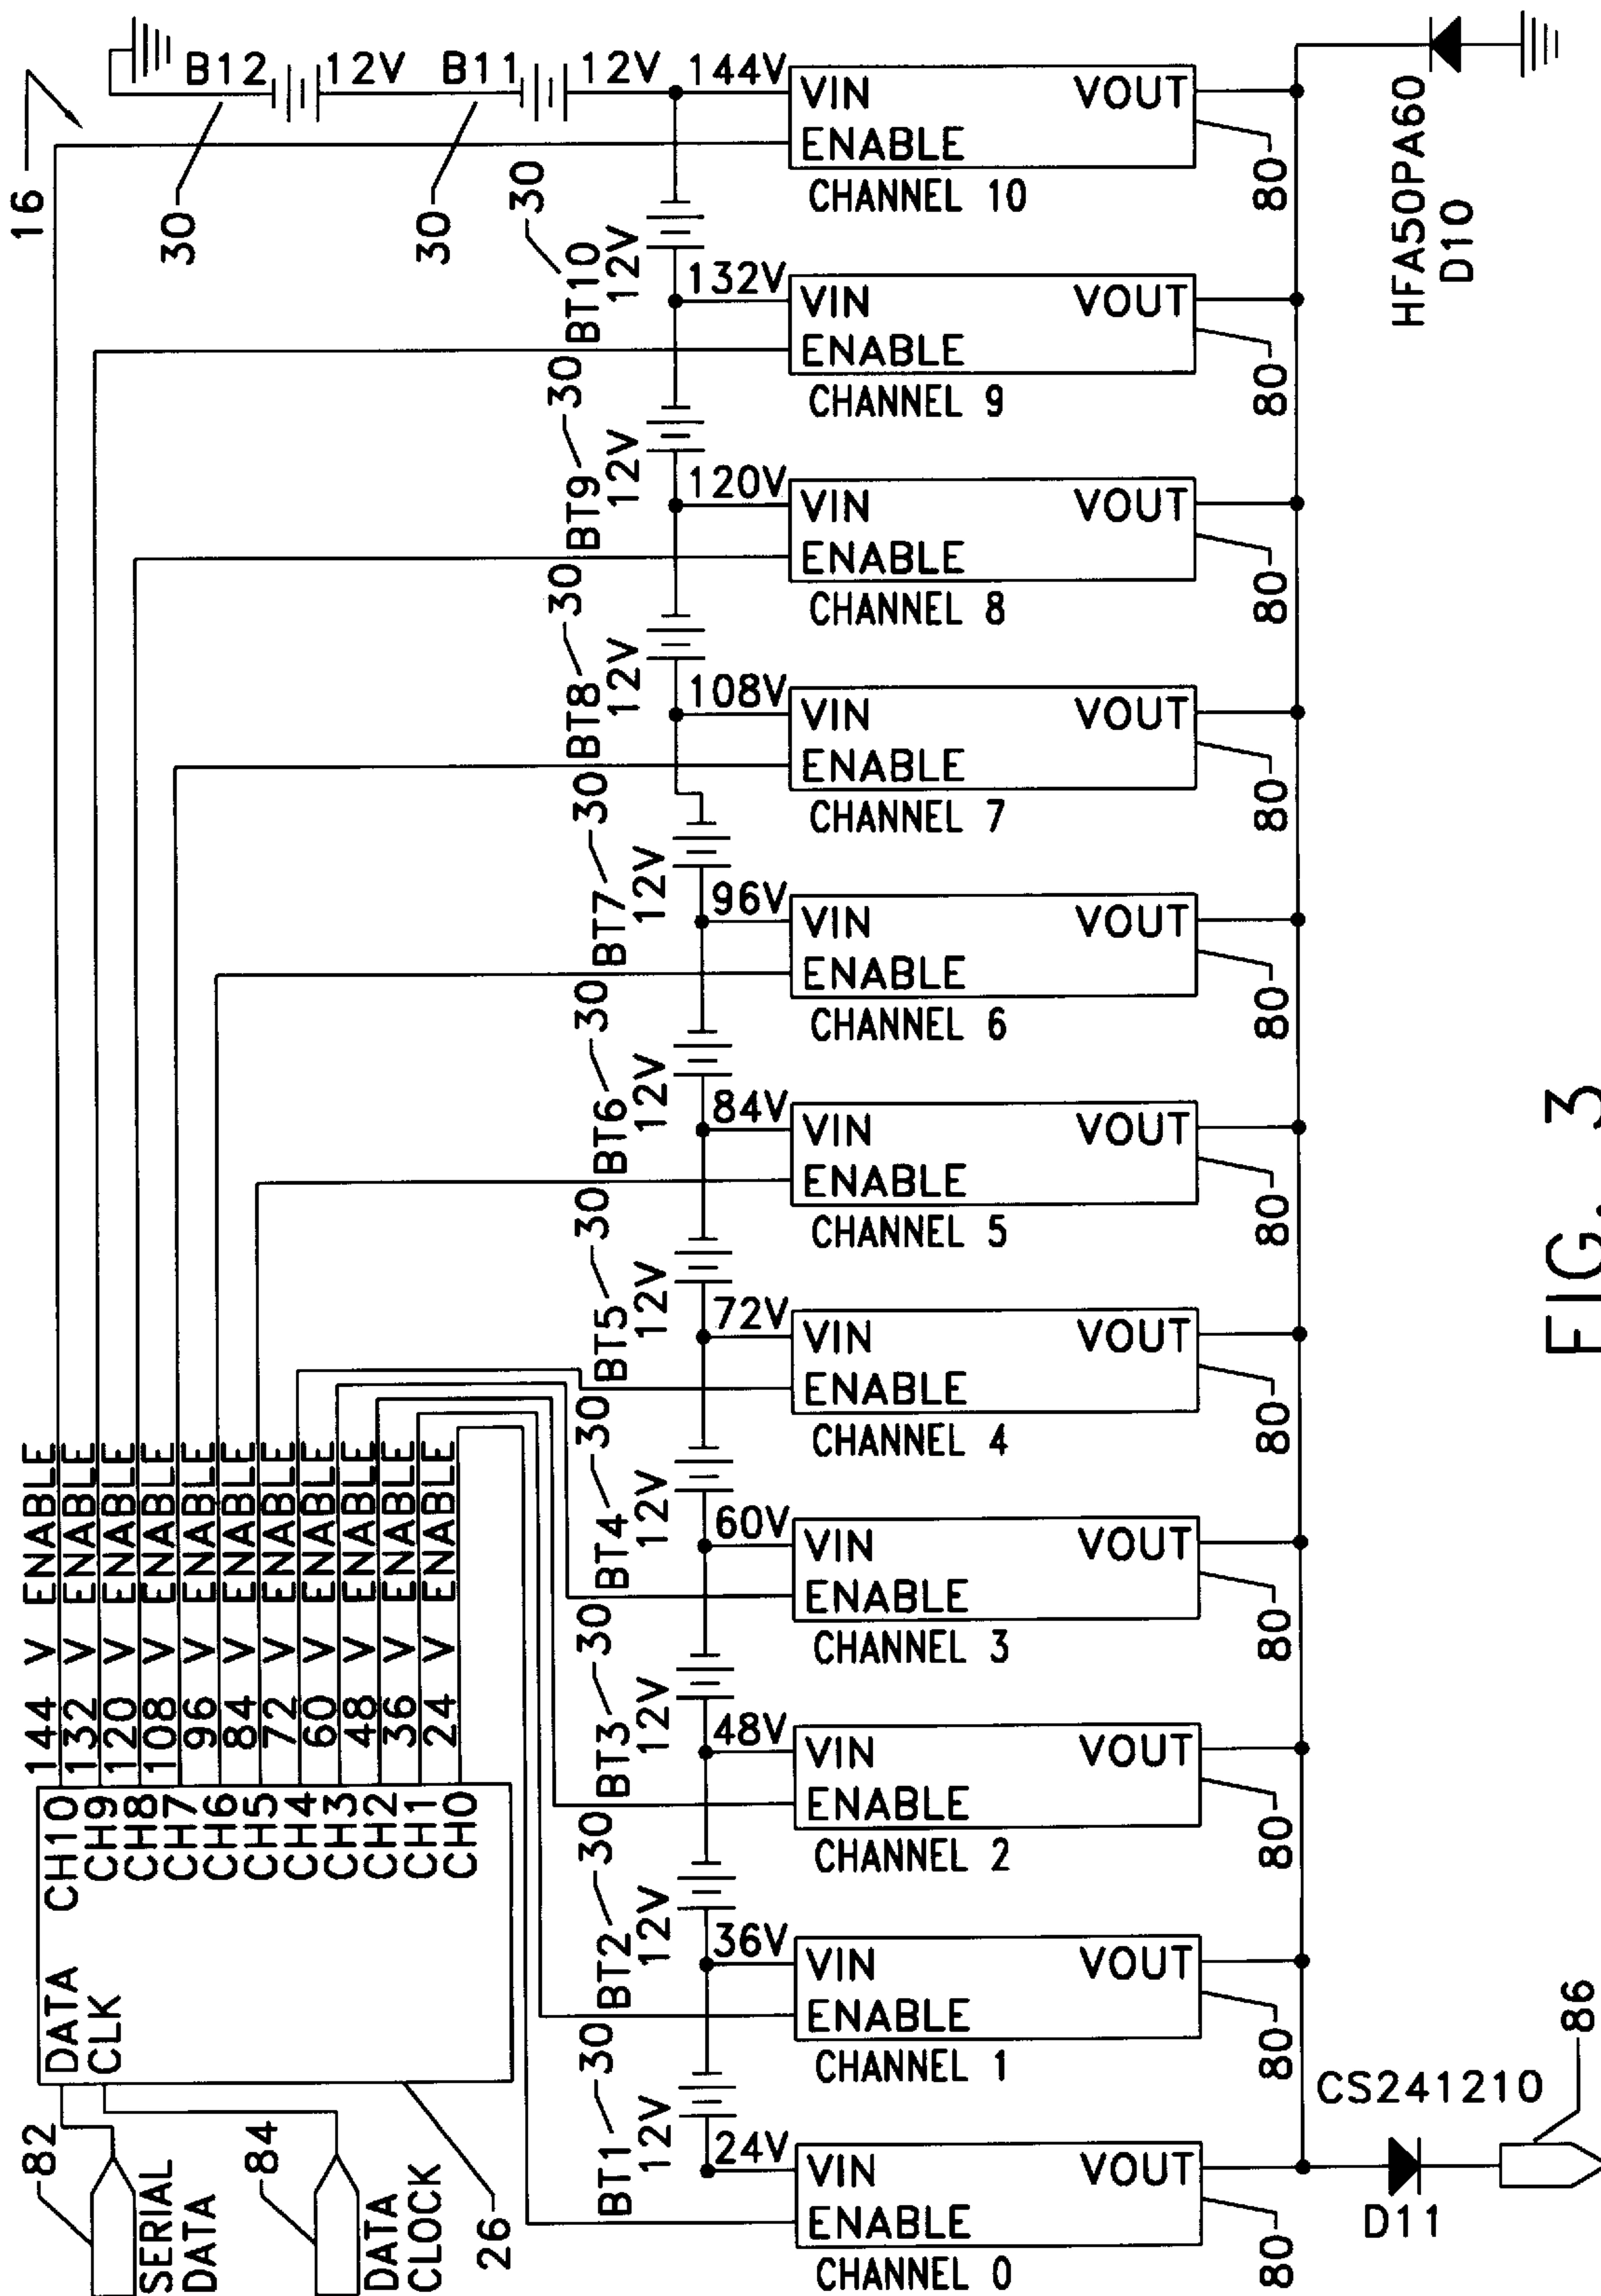 16
144 V ENABLE
132 V ENABLE
120 V ENABLE
108 V ENABLE
96 V ENABLE
84 V ENABLE
72 V ENABLE
60 V ENABLE
48 V ENABLE
36 V ENABLE
24 V ENABLE
DATA CH10
CLK CH9
CH8
CH7
CH6
CH5
CH4
CH3
CH2
CH1
CH0
82
SERIAL
DATA
84
DATA
CLOCK
26
30
B12
12V
30
B11
12V
BT10 30
12V
BT9 30
12V
BT8 30
12V
BT7 30
12V
BT6 30
12V
BT5 30
12V
BT4 30
12V
BT3 30
12V
BT2 30
12V
BT1 30
12V
144V
VIN VOUT
ENABLE
CHANNEL 10
80
132V
VIN VOUT
ENABLE
CHANNEL 9
80
120V
VIN VOUT
ENABLE
CHANNEL 8
80
108V
VIN VOUT
ENABLE
CHANNEL 7
80
96V
VIN VOUT
ENABLE
CHANNEL 6
80
84V
VIN VOUT
ENABLE
CHANNEL 5
80
72V
VIN VOUT
ENABLE
CHANNEL 4
80
60V
VIN VOUT
ENABLE
CHANNEL 3
80
48V
VIN VOUT
ENABLE
CHANNEL 2
80
36V
VIN VOUT
ENABLE
CHANNEL 1
80
24V
VIN VOUT
ENABLE
CHANNEL 0
80
HFA50PA60
D10
CS241210
D11
86
FIG. 3